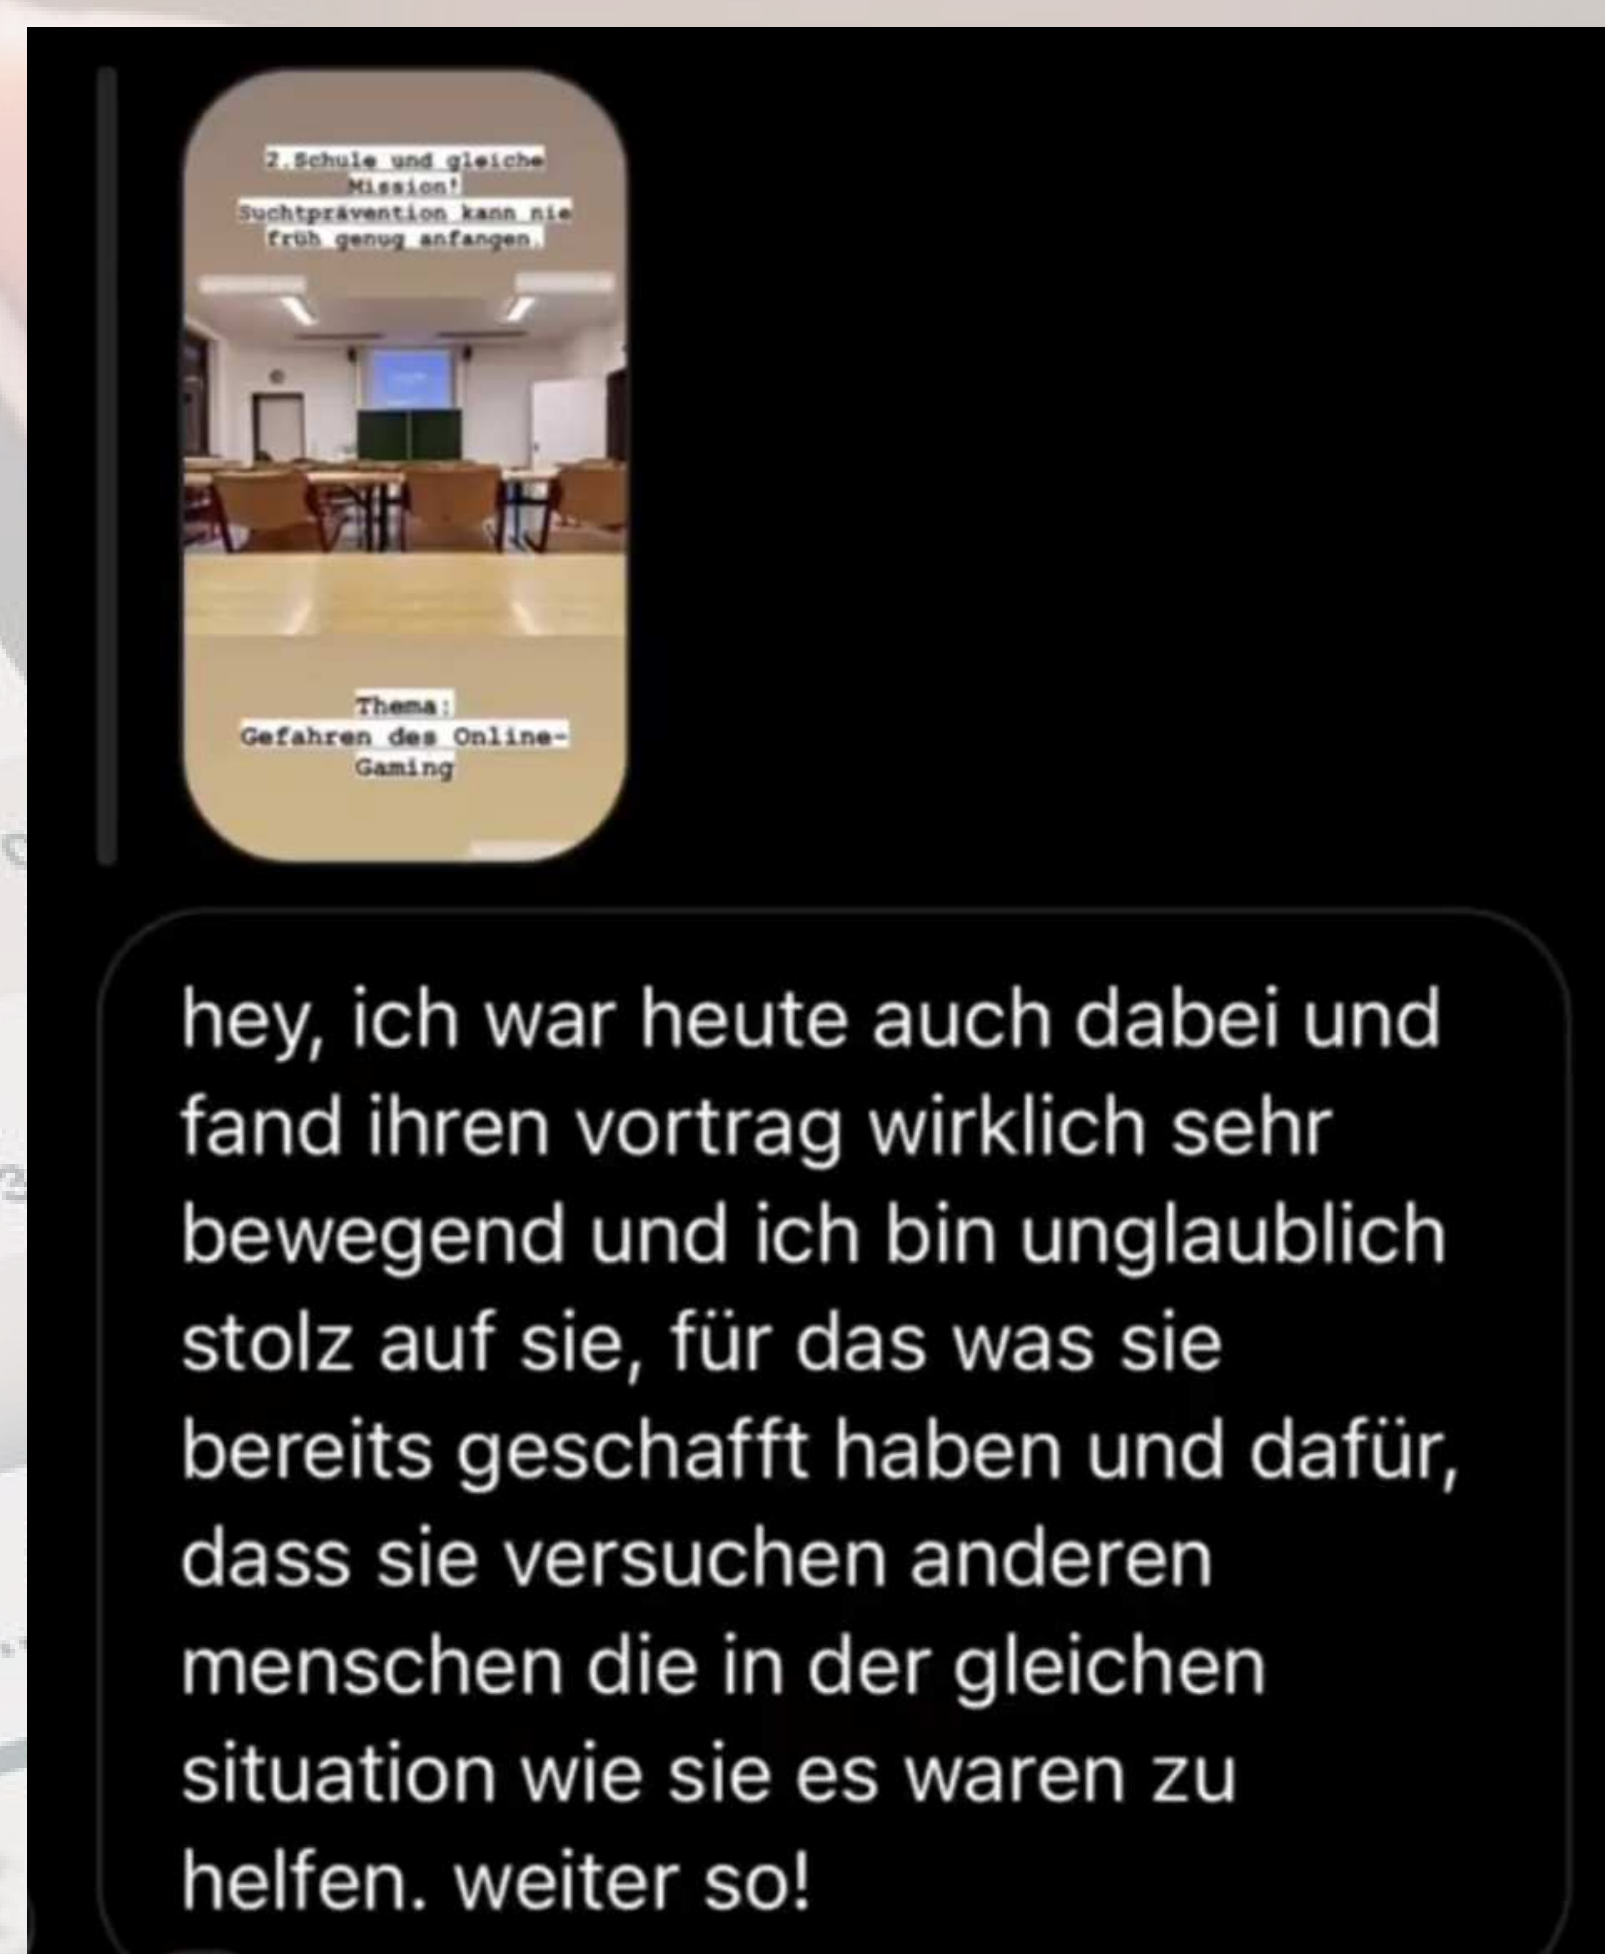 2.Schule und gleiche
Mission!
Suchtprävention kann nie
früh genug anfangen.
Thema:
Gefahren des Online-
Gaming
hey, ich war heute auch dabei und
fand ihren vortrag wirklich sehr
bewegend und ich bin unglaublich
stolz auf sie, für das was sie
bereits geschafft haben und dafür,
dass sie versuchen anderen
menschen die in der gleichen
situation wie sie es waren zu
helfen. weiter so!